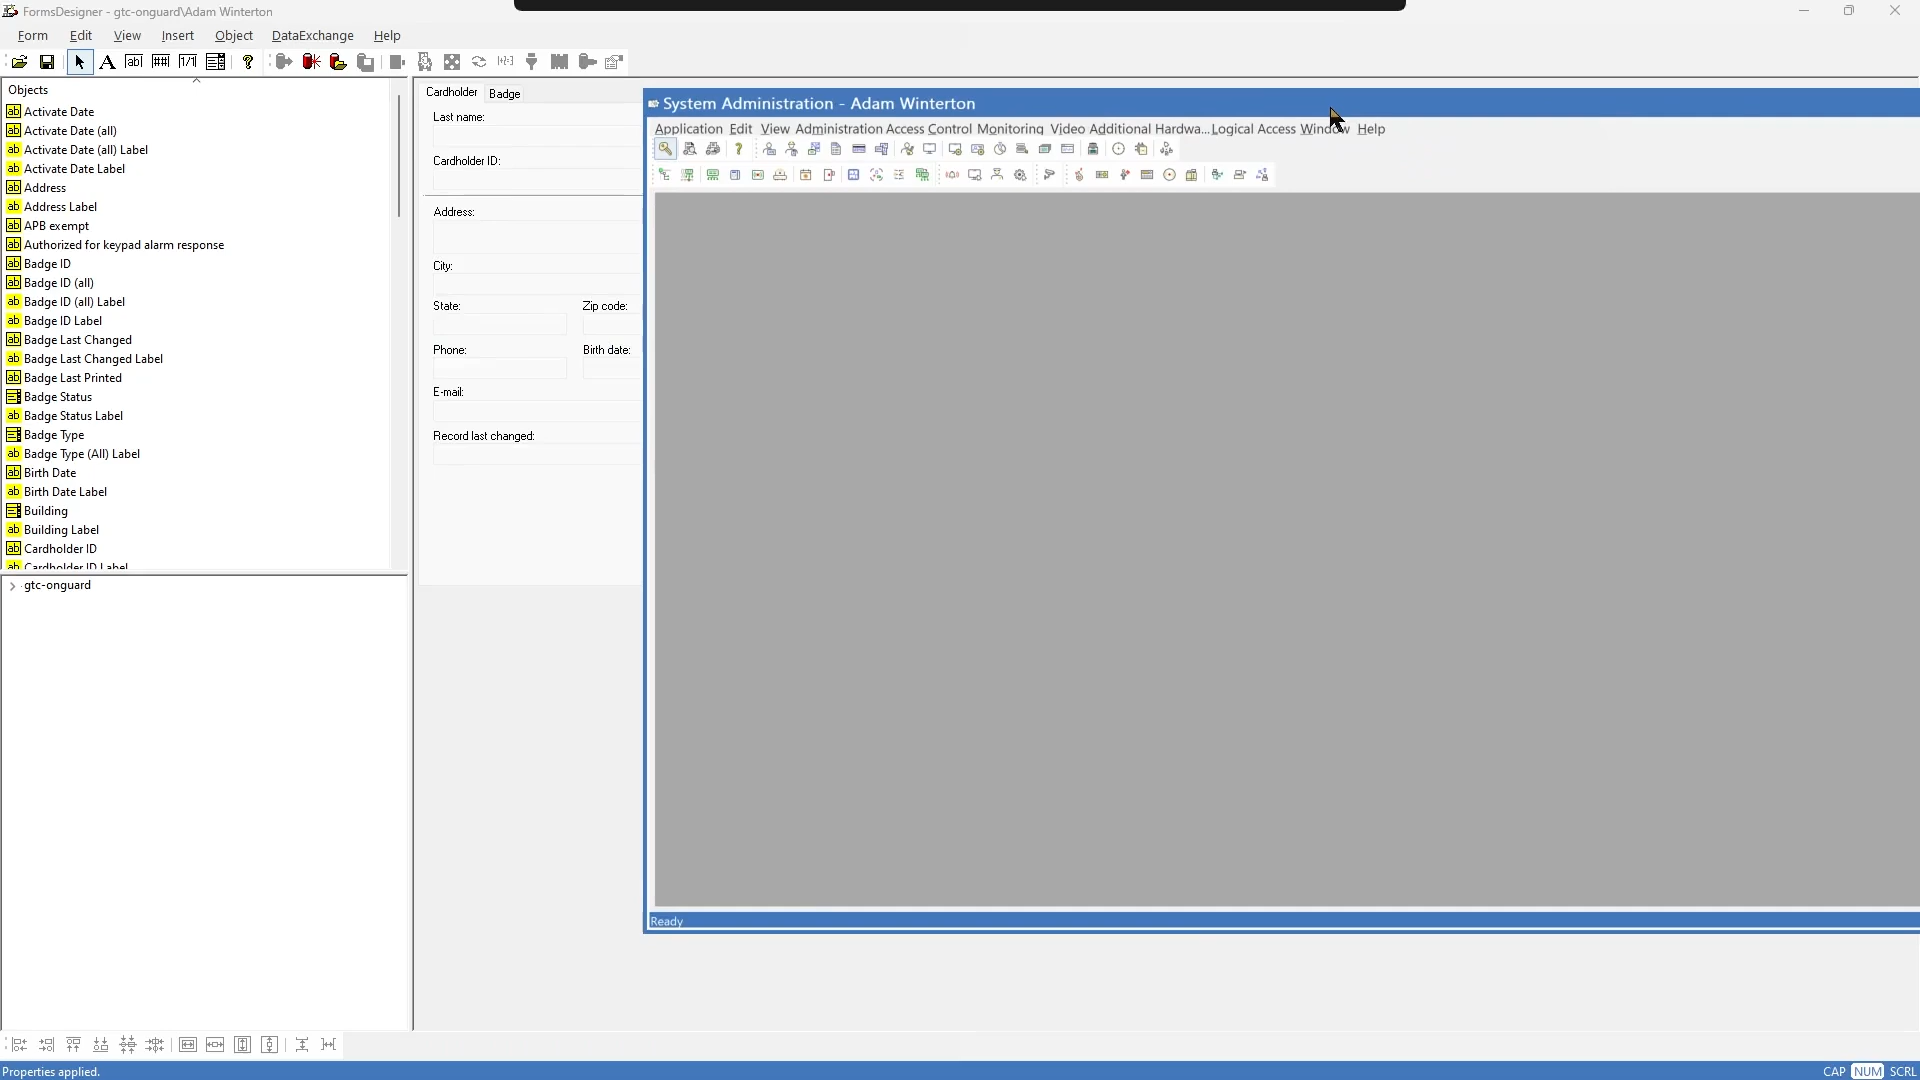 FormsDesigner - gtc-onguard\Adam Winterton
Form Edit View Insert Object DataExchange Help
Objects
Activate Date
Activate Date (all)
Activate Date (all) Label
Activate Date Label
Address
Address Label
APB exempt
Authorized for keypad alarm response
Badge ID
Badge ID (all)
Badge ID (all) Label
Badge ID Label
Badge Last Changed
Badge Last Changed Label
Badge Last Printed
Badge Status
Badge Status Label
Badge Type
Badge Type (All) Label
Birth Date
Birth Date Label
Building
Building Label
Cardholder ID
Cardholder ID Label
gtc-onguard
Cardholder Badge
Last name:
Cardholder ID:
Address:
City:
State: Zip code:
Phone: Birth date:
E-mail:
Record last changed:
System Administration - Adam Winterton
Application Edit View Administration Access Control Monitoring Video Additional Hardwa... Logical Access Window Help
Ready
Properties applied.
CAP NUM SCRL